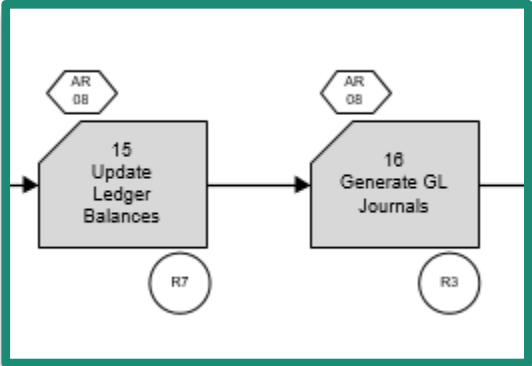 AR
08
15
Update
Ledger
Balances
R7
AR
08
16
Generate GL
Journals
R3